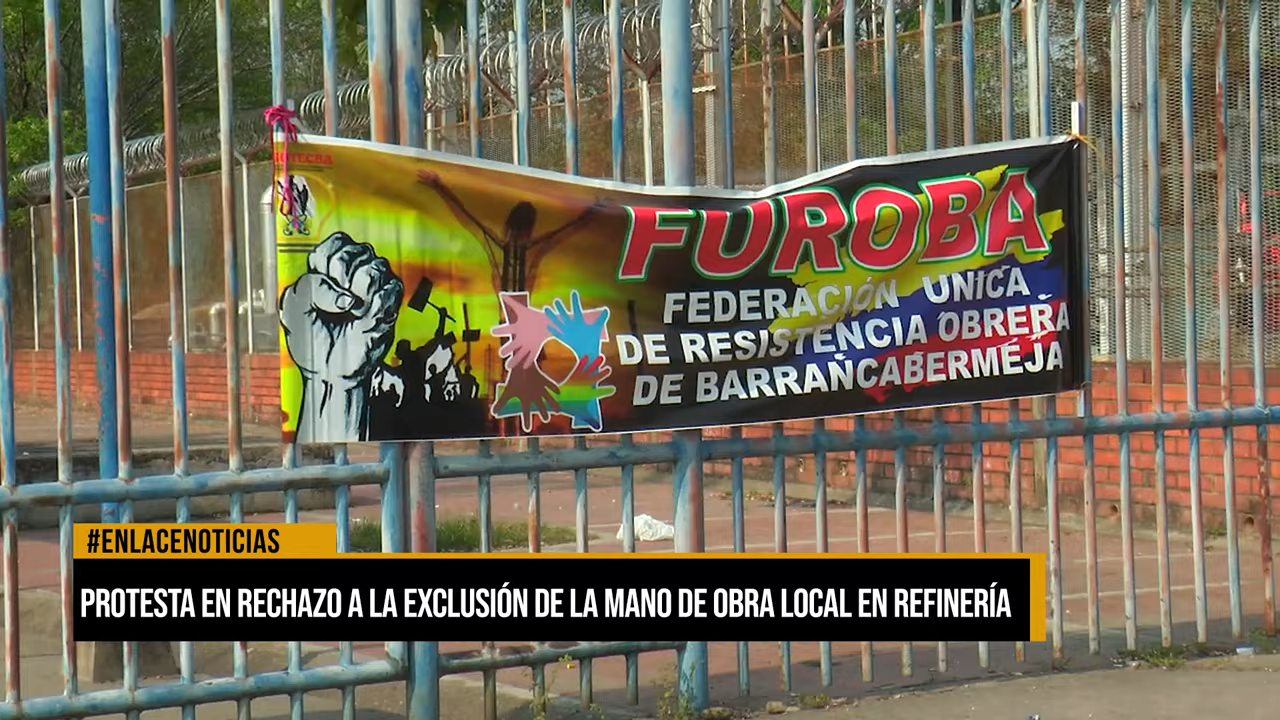 FUROBA
FEDERACIÓN UNICA
DE RESISTENCIA OBRERA
DE BARRANCABERMEJA
#ENLACENOTICIAS
PROTESTA EN RECHAZO A LA EXCLUSIÓN DE LA MANO DE OBRA LOCAL EN REFINERÍA